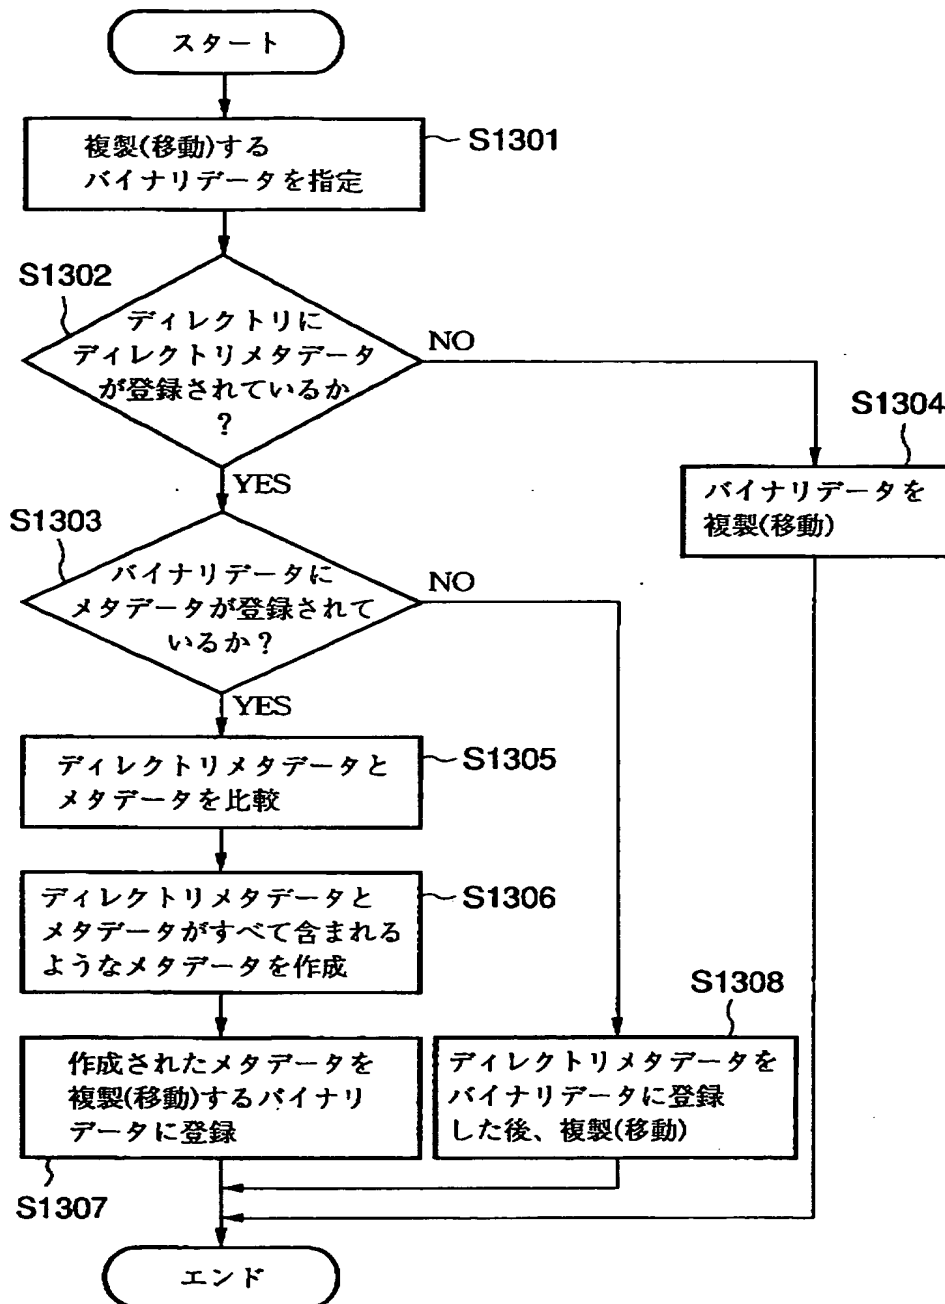 スタート
複製(移動)する
バイナリデータを指定
S1301
S1302
ディレクトリに
ディレクトリメタデータ
が登録されているか
?
NO
YES
S1304
バイナリデータを
複製(移動)
S1303
バイナリデータに
メタデータが登録されて
いるか?
NO
YES
ディレクトリメタデータと
メタデータを比較
S1305
ディレクトリメタデータと
メタデータがすべて含まれる
ようなメタデータを作成
S1306
作成されたメタデータを
複製(移動)するバイナリ
データに登録
S1307
S1308
ディレクトリメタデータを
バイナリデータに登録
した後、複製(移動)
エンド